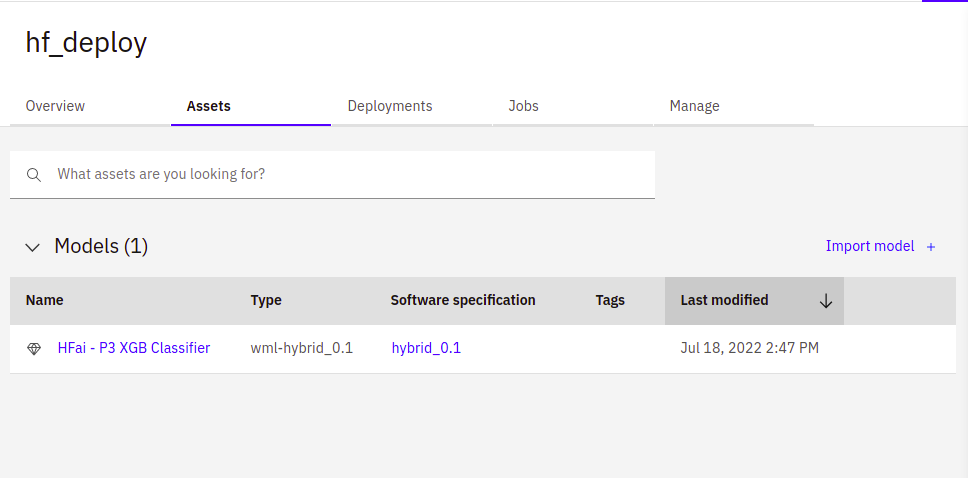 hf_deploy
Overview Assets Deployments Jobs Manage
What assets are you looking for?
Models (1) Import model +
Name Type Software specification Tags Last modified
HFai - P3 XGB Classifier wml-hybrid_0.1 hybrid_0.1 Jul 18, 2022 2:47 PM